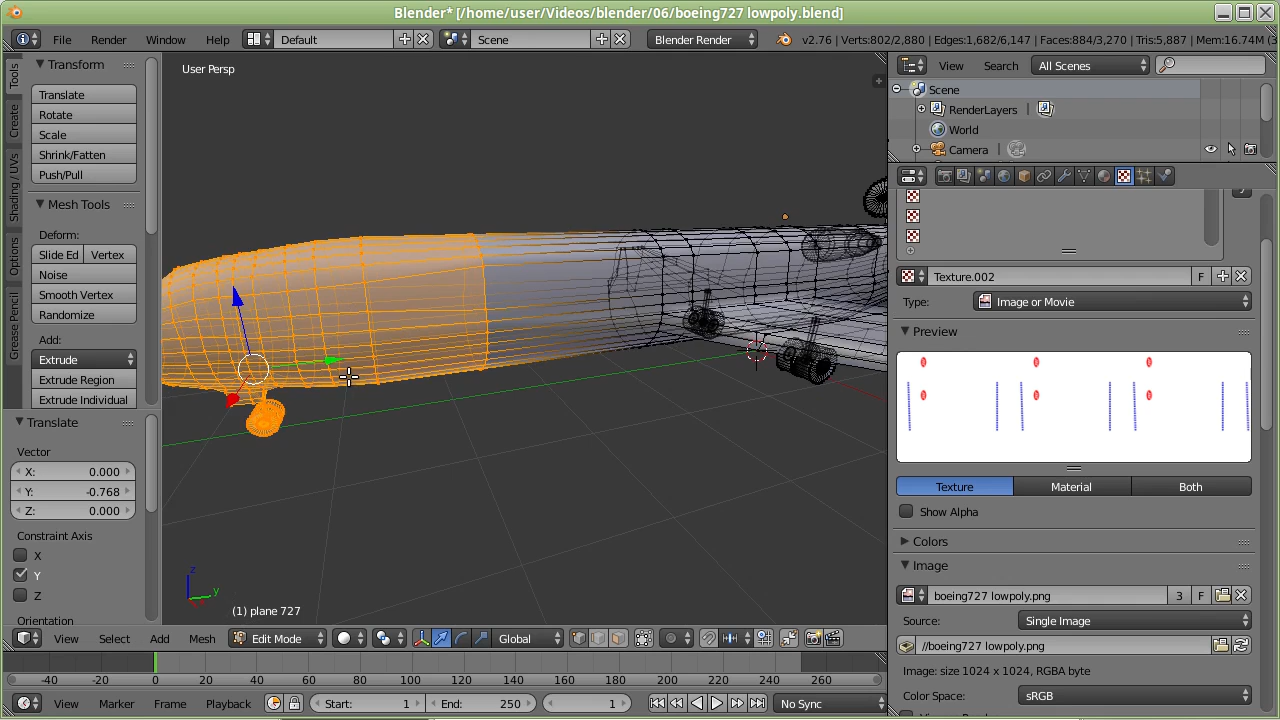 Blender* [/home/user/Videos/blender/06/boeing727 lowpoly.blend]
File Render Window Help Default Scene Blender Render v2.76 | Verts:802/2,880 | Edges:1,682/6,147 | Faces:884/3,270 | Tris:5,887 | Mem:16.74M
Tools
Create
Shading / UVs
Options
Grease Pencil
Transform
Translate
Rotate
Scale
Shrink/Fatten
Push/Pull
Mesh Tools
Deform:
Slide Ed Vertex
Noise
Smooth Vertex
Randomize
Add:
Extrude
Extrude Region
Extrude Individual
Translate
Vector
X: 0.000
Y: -0.768
Z: 0.000
Constraint Axis
X
Y
Z
Orientation
User Persp
z
y
(1) plane 727
View Select Add Mesh Edit Mode Global
-40 -20 0 20 40 60 80 100 120 140 160 180 200 220 240 260
View Marker Frame Playback Start: 1 End: 250 1 No Sync
View Search All Scenes
Scene
RenderLayers |
World
Camera |
Texture.002 F
Type: Image or Movie
Preview
Texture Material Both
Show Alpha
Colors
Image
boeing727 lowpoly.png 3 F
Source: Single Image
//boeing727 lowpoly.png
Image: size 1024 x 1024, RGBA byte
Color Space: sRGB